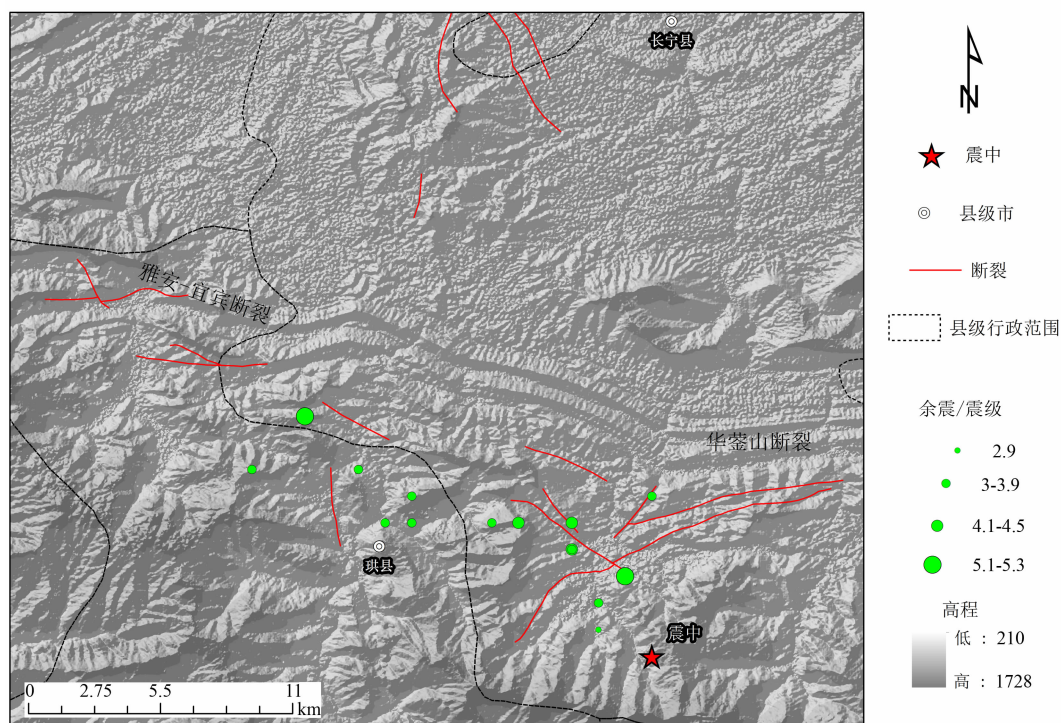 长宁县
雅安-宜宾断裂
华蓥山断裂
珙县
震中
0 2.75 5.5 11
km
N
震中
县级市
断裂
县级行政范围
余震/震级
2.9
3-3.9
4.1-4.5
5.1-5.3
高程
低 : 210
高 : 1728